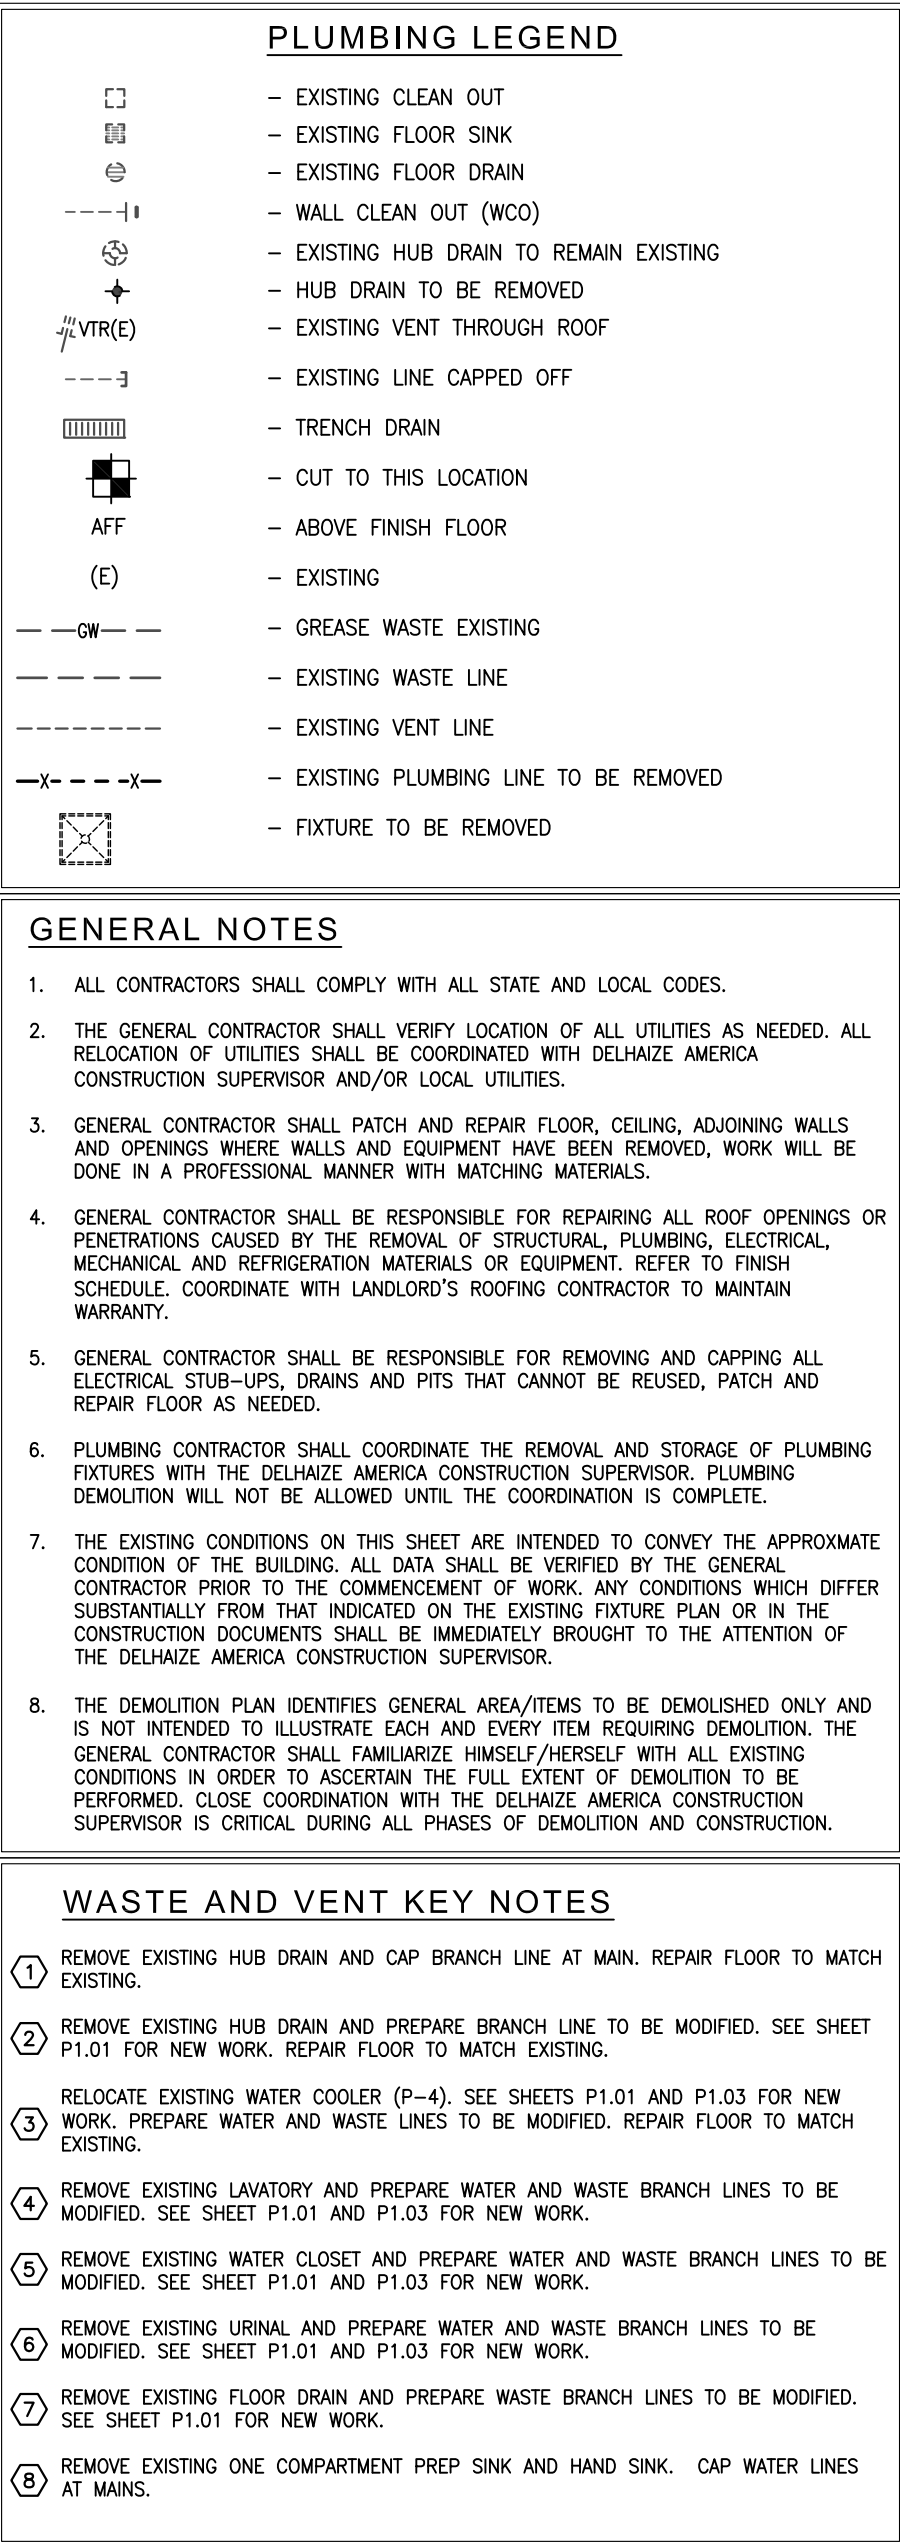 PLUMBING LEGEND
– EXISTING CLEAN OUT
– EXISTING FLOOR SINK
– EXISTING FLOOR DRAIN
– WALL CLEAN OUT (WCO)
– EXISTING HUB DRAIN TO REMAIN EXISTING
– HUB DRAIN TO BE REMOVED
VTR(E) – EXISTING VENT THROUGH ROOF
– EXISTING LINE CAPPED OFF
– TRENCH DRAIN
– CUT TO THIS LOCATION
AFF – ABOVE FINISH FLOOR
(E) – EXISTING
GW – GREASE WASTE EXISTING
– EXISTING WASTE LINE
– EXISTING VENT LINE
X X – EXISTING PLUMBING LINE TO BE REMOVED
– FIXTURE TO BE REMOVED
GENERAL NOTES
1. ALL CONTRACTORS SHALL COMPLY WITH ALL STATE AND LOCAL CODES.
2. THE GENERAL CONTRACTOR SHALL VERIFY LOCATION OF ALL UTILITIES AS NEEDED. ALL
RELOCATION OF UTILITIES SHALL BE COORDINATED WITH DELHAIZE AMERICA
CONSTRUCTION SUPERVISOR AND/OR LOCAL UTILITIES.
3. GENERAL CONTRACTOR SHALL PATCH AND REPAIR FLOOR, CEILING, ADJOINING WALLS
AND OPENINGS WHERE WALLS AND EQUIPMENT HAVE BEEN REMOVED, WORK WILL BE
DONE IN A PROFESSIONAL MANNER WITH MATCHING MATERIALS.
4. GENERAL CONTRACTOR SHALL BE RESPONSIBLE FOR REPAIRING ALL ROOF OPENINGS OR
PENETRATIONS CAUSED BY THE REMOVAL OF STRUCTURAL, PLUMBING, ELECTRICAL,
MECHANICAL AND REFRIGERATION MATERIALS OR EQUIPMENT. REFER TO FINISH
SCHEDULE. COORDINATE WITH LANDLORD'S ROOFING CONTRACTOR TO MAINTAIN
WARRANTY.
5. GENERAL CONTRACTOR SHALL BE RESPONSIBLE FOR REMOVING AND CAPPING ALL
ELECTRICAL STUB-UPS, DRAINS AND PITS THAT CANNOT BE REUSED, PATCH AND
REPAIR FLOOR AS NEEDED.
6. PLUMBING CONTRACTOR SHALL COORDINATE THE REMOVAL AND STORAGE OF PLUMBING
FIXTURES WITH THE DELHAIZE AMERICA CONSTRUCTION SUPERVISOR. PLUMBING
DEMOLITION WILL NOT BE ALLOWED UNTIL THE COORDINATION IS COMPLETE.
7. THE EXISTING CONDITIONS ON THIS SHEET ARE INTENDED TO CONVEY THE APPROXMATE
CONDITION OF THE BUILDING. ALL DATA SHALL BE VERIFIED BY THE GENERAL
CONTRACTOR PRIOR TO THE COMMENCEMENT OF WORK. ANY CONDITIONS WHICH DIFFER
SUBSTANTIALLY FROM THAT INDICATED ON THE EXISTING FIXTURE PLAN OR IN THE
CONSTRUCTION DOCUMENTS SHALL BE IMMEDIATELY BROUGHT TO THE ATTENTION OF
THE DELHAIZE AMERICA CONSTRUCTION SUPERVISOR.
8. THE DEMOLITION PLAN IDENTIFIES GENERAL AREA/ITEMS TO BE DEMOLISHED ONLY AND
IS NOT INTENDED TO ILLUSTRATE EACH AND EVERY ITEM REQUIRING DEMOLITION. THE
GENERAL CONTRACTOR SHALL FAMILIARIZE HIMSELF/HERSELF WITH ALL EXISTING
CONDITIONS IN ORDER TO ASCERTAIN THE FULL EXTENT OF DEMOLITION TO BE
PERFORMED. CLOSE COORDINATION WITH THE DELHAIZE AMERICA CONSTRUCTION
SUPERVISOR IS CRITICAL DURING ALL PHASES OF DEMOLITION AND CONSTRUCTION.
WASTE AND VENT KEY NOTES
1 REMOVE EXISTING HUB DRAIN AND CAP BRANCH LINE AT MAIN. REPAIR FLOOR TO MATCH
EXISTING.
2 REMOVE EXISTING HUB DRAIN AND PREPARE BRANCH LINE TO BE MODIFIED. SEE SHEET
P1.01 FOR NEW WORK. REPAIR FLOOR TO MATCH EXISTING.
RELOCATE EXISTING WATER COOLER (P-4). SEE SHEETS P1.01 AND P1.03 FOR NEW
3 WORK. PREPARE WATER AND WASTE LINES TO BE MODIFIED. REPAIR FLOOR TO MATCH
EXISTING.
4 REMOVE EXISTING LAVATORY AND PREPARE WATER AND WASTE BRANCH LINES TO BE
MODIFIED. SEE SHEET P1.01 AND P1.03 FOR NEW WORK.
5 REMOVE EXISTING WATER CLOSET AND PREPARE WATER AND WASTE BRANCH LINES TO BE
MODIFIED. SEE SHEET P1.01 AND P1.03 FOR NEW WORK.
6 REMOVE EXISTING URINAL AND PREPARE WATER AND WASTE BRANCH LINES TO BE
MODIFIED. SEE SHEET P1.01 AND P1.03 FOR NEW WORK.
7 REMOVE EXISTING FLOOR DRAIN AND PREPARE WASTE BRANCH LINES TO BE MODIFIED.
SEE SHEET P1.01 FOR NEW WORK.
8 REMOVE EXISTING ONE COMPARTMENT PREP SINK AND HAND SINK. CAP WATER LINES
AT MAINS.